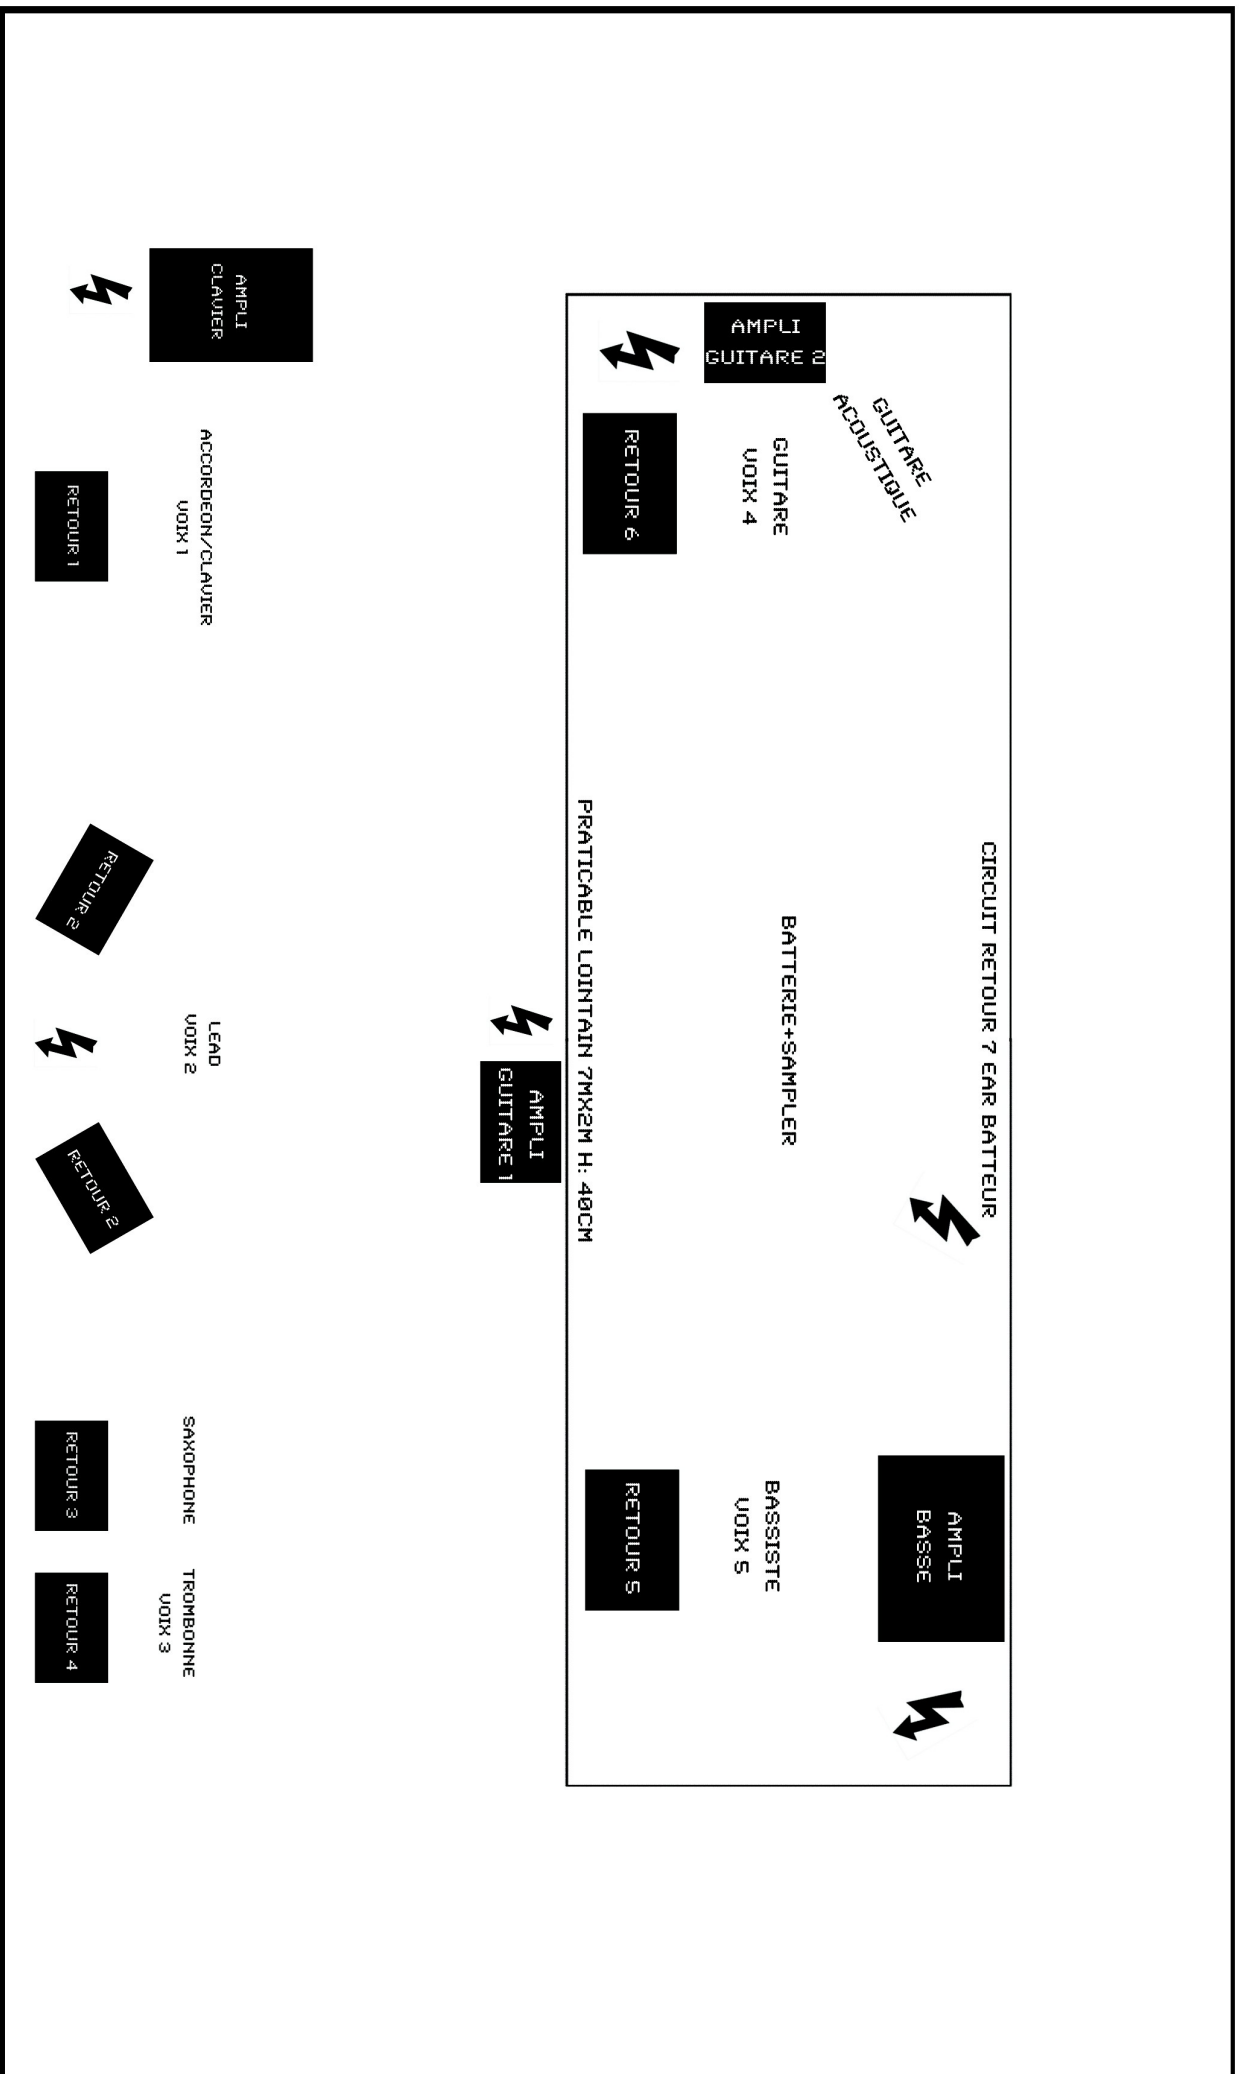 CIRCUIT RETOUR 7 EAR BATTEUR
GUITARE
ACOUSTIQUE
AMPLI
GUITARE 2
GUITARE
VOIX 4
RETOUR 6
BATTERIE+SAMPLER
AMPLI
BASSE
BASSISTE
VOIX 5
RETOUR 5
PRATICABLE LOINTAIN 7MX2M H: 40CM
AMPLI
GUITARE 1
AMPLI
CLAVIER
ACCORDEON/CLAVIER
VOIX 1
RETOUR 1
LEAD
VOIX 2
RETOUR 2
RETOUR 2
SAXOPHONE
RETOUR 3
TROMBONNE
VOIX 3
RETOUR 4